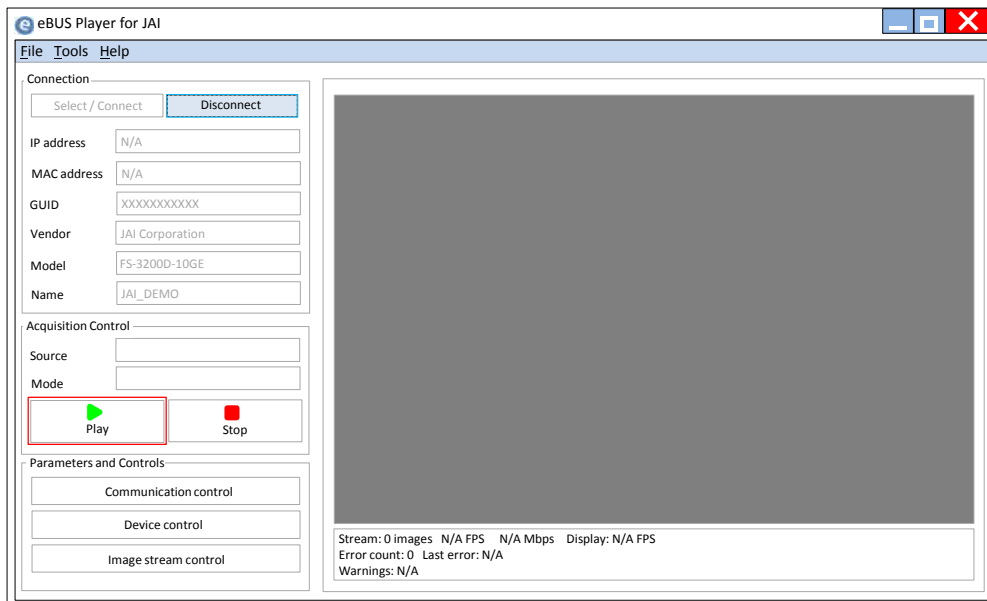 eBUS Player for JAI
File Tools Help
Connection
Select / Connect Disconnect
IP address N/A
MAC address N/A
GUID XXXXXXXXXXX
Vendor JAI Corporation
Model FS-3200D-10GE
Name JAI_DEMO
Acquisition Control
Source
Mode
Play Stop
Parameters and Controls
Communication control
Device control
Image stream control
Stream: 0 images N/A FPS N/A Mbps Display: N/A FPS
Error count: 0 Last error: N/A
Warnings: N/A